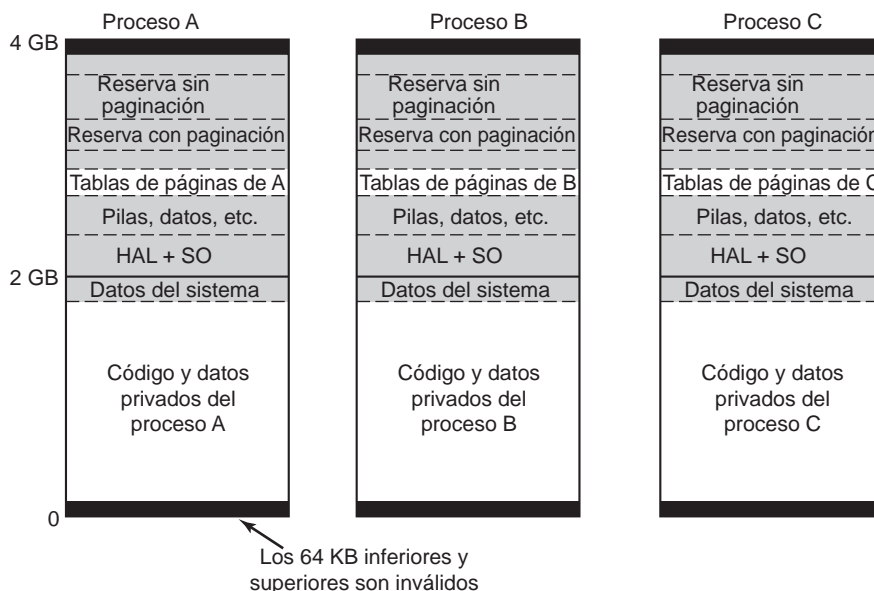 Proceso A
Proceso B
Proceso C
4 GB
Reserva sin
paginación
Reserva con paginación
Tablas de páginas de A
Pilas, datos, etc.
HAL + SO
2 GB
Datos del sistema
Código y datos
privados del
proceso A
0
Reserva sin
paginación
Reserva con paginación
Tablas de páginas de B
Pilas, datos, etc.
HAL + SO
Datos del sistema
Código y datos
privados del
proceso B
Reserva sin
paginación
Reserva con paginación
Tablas de páginas de C
Pilas, datos, etc.
HAL + SO
Datos del sistema
Código y datos
privados del
proceso C
Los 64 KB inferiores y
superiores son inválidos